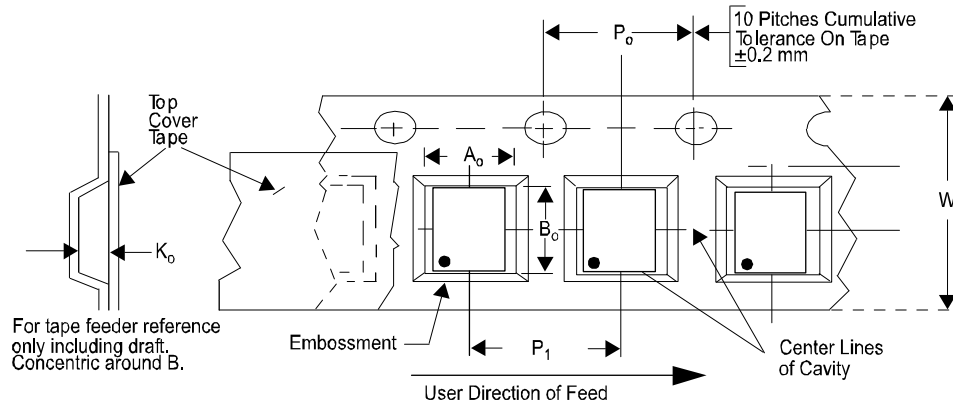 10 Pitches Cumulative
Tolerance On Tape
±0.2 mm
Po
Top
Cover
Tape
Ao
W
Bo
Ko
For tape feeder reference
only including draft.
Concentric around B.
Embossment
P1
Center Lines
of Cavity
User Direction of Feed